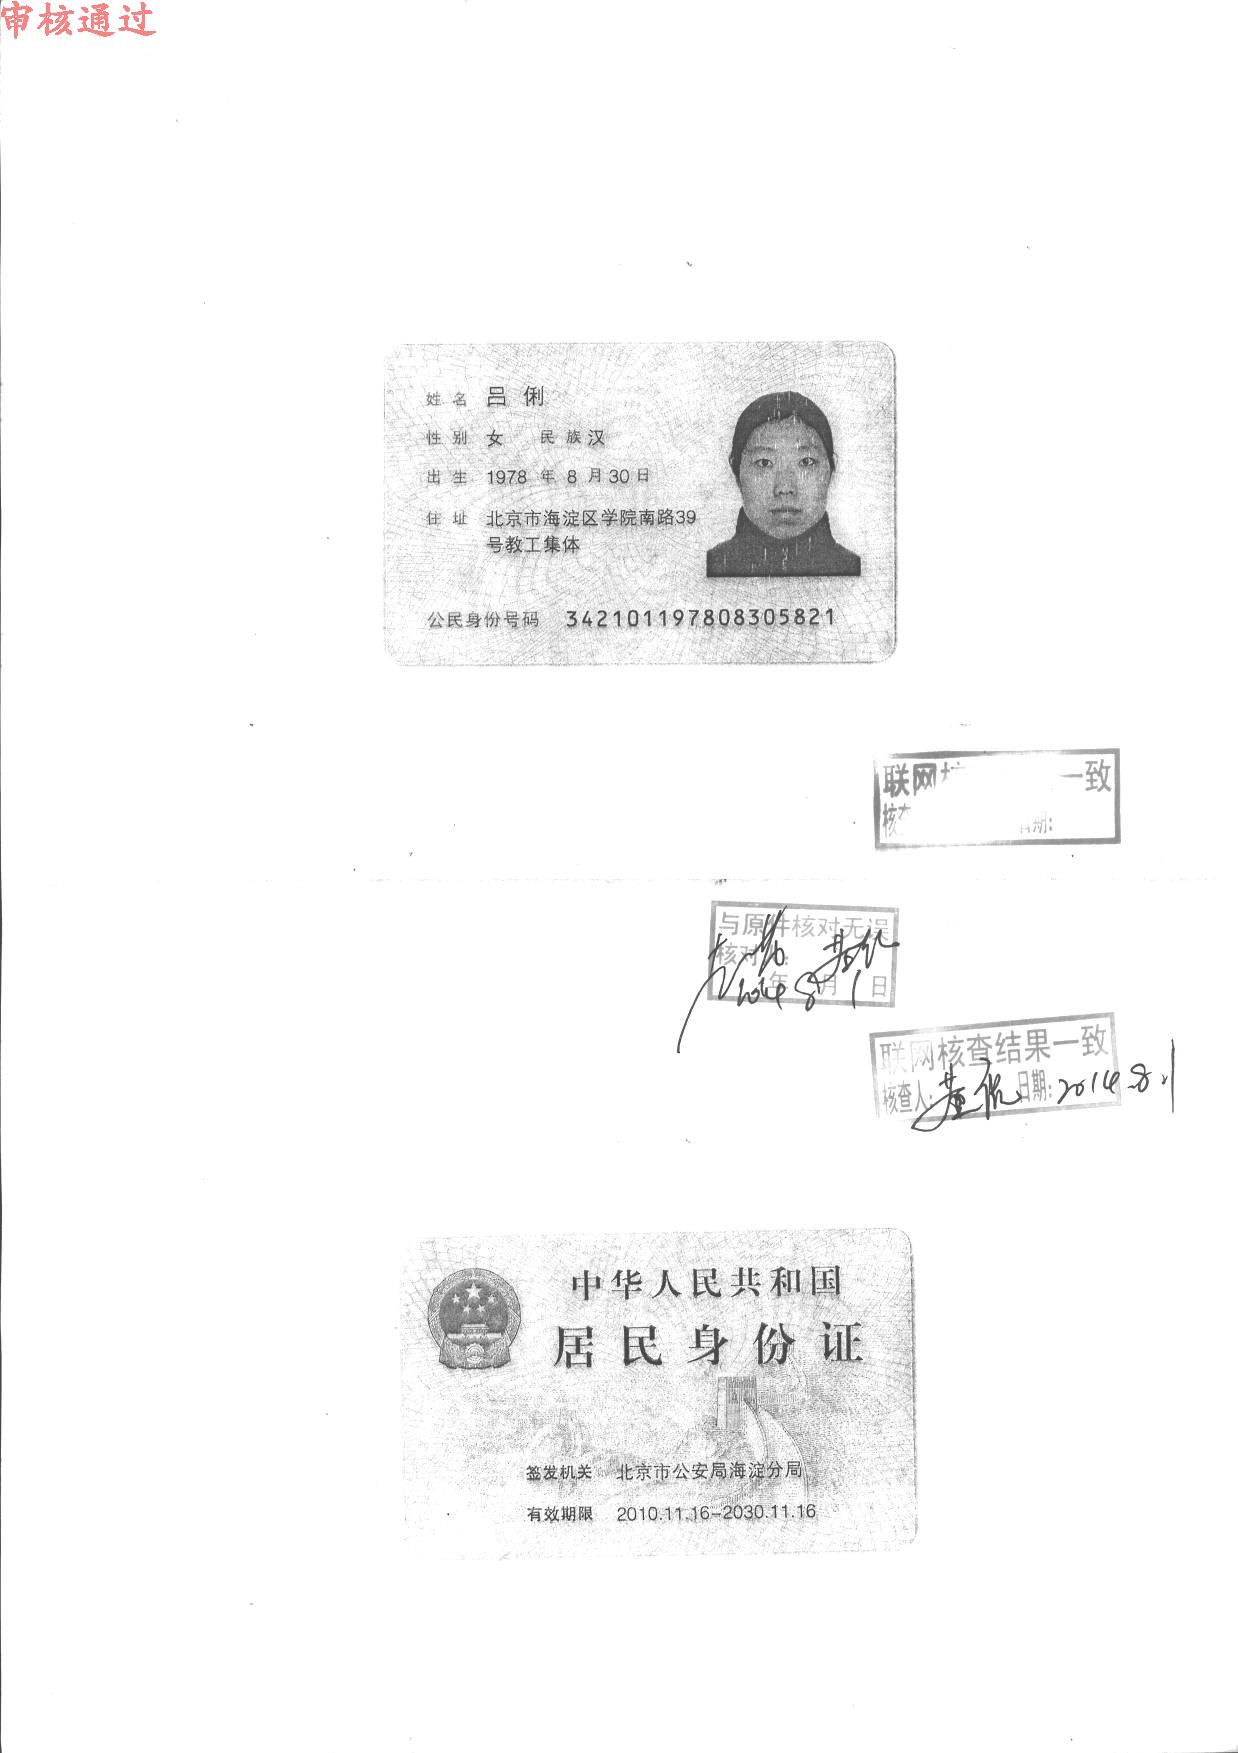 审核通过
姓名 吕俐
性别 女 民族 汉
出生 1978 年 8 月 30 日
住址 北京市海淀区学院南路39
号教工集体
公民身份号码 342101197808305821
联网 一致
核查 日期:
与原件核对无误
核对
2014 年 8 月 1 日
联网核查结果一致
核查人: 日期: 2014.8.1
中华人民共和国
居民身份证
签发机关 北京市公安局海淀分局
有效期限 2010.11.16-2030.11.16